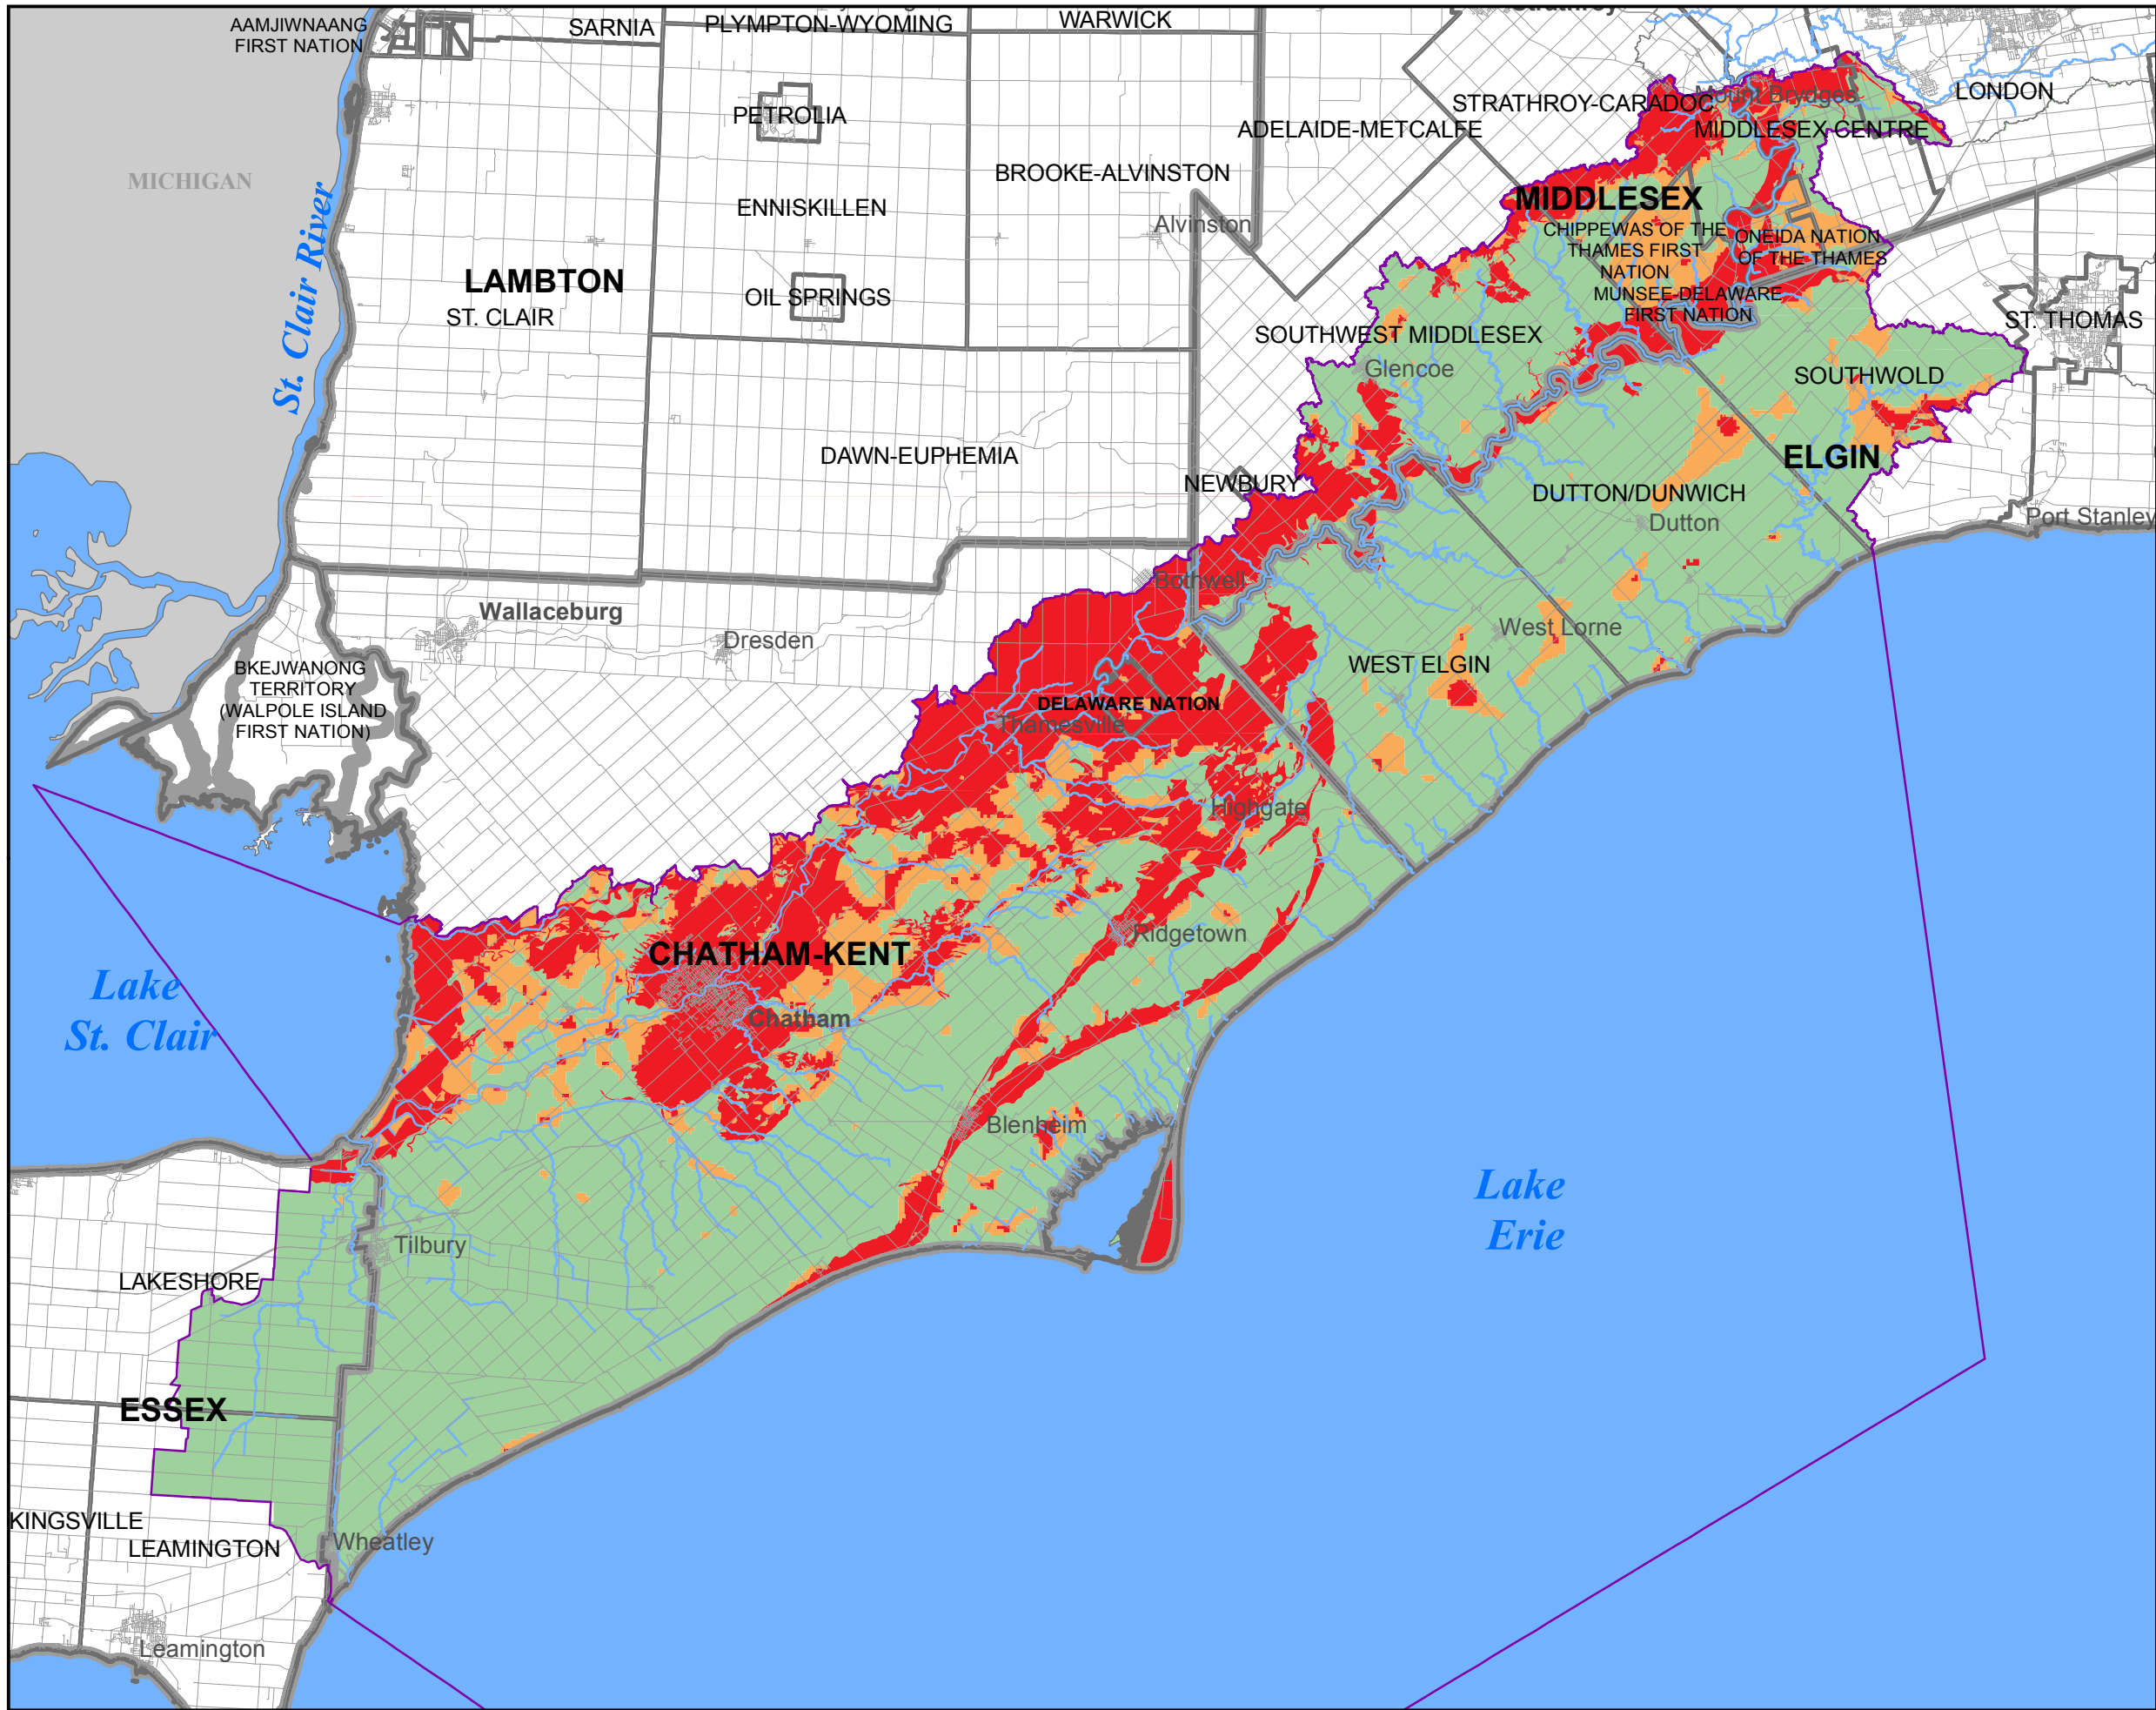 AAMJIWNAANG
FIRST NATION
SARNIA
PLYMPTON-WYOMING
WARWICK
Strathroy
LONDON
PETROLIA
STRATHROY-CARADOC
Mount Brydges
ADELAIDE-METCALFE
MIDDLESEX CENTRE
MICHIGAN
BROOKE-ALVINSTON
ENNISKILLEN
MIDDLESEX
Alvinston
CHIPPEWAS OF THE
THAMES FIRST
NATION
ONEIDA NATION
OF THE THAMES
MUNSEE-DELAWARE
FIRST NATION
St. Clair River
LAMBTON
ST. CLAIR
OIL SPRINGS
SOUTHWEST MIDDLESEX
Glencoe
ST. THOMAS
SOUTHWOLD
DAWN-EUPHEMIA
ELGIN
NEWBURY
DUTTON/DUNWICH
Dutton
Port Stanley
Bothwell
Wallaceburg
Dresden
West Lorne
BKEJWANONG
TERRITORY
(WALPOLE ISLAND
FIRST NATION)
WEST ELGIN
DELAWARE NATION
Thamesville
Highgate
Ridgetown
CHATHAM-KENT
Chatham
Lake
St. Clair
Blenheim
Lake
Erie
Tilbury
LAKESHORE
ESSEX
KINGSVILLE
LEAMINGTON
Wheatley
Leamington